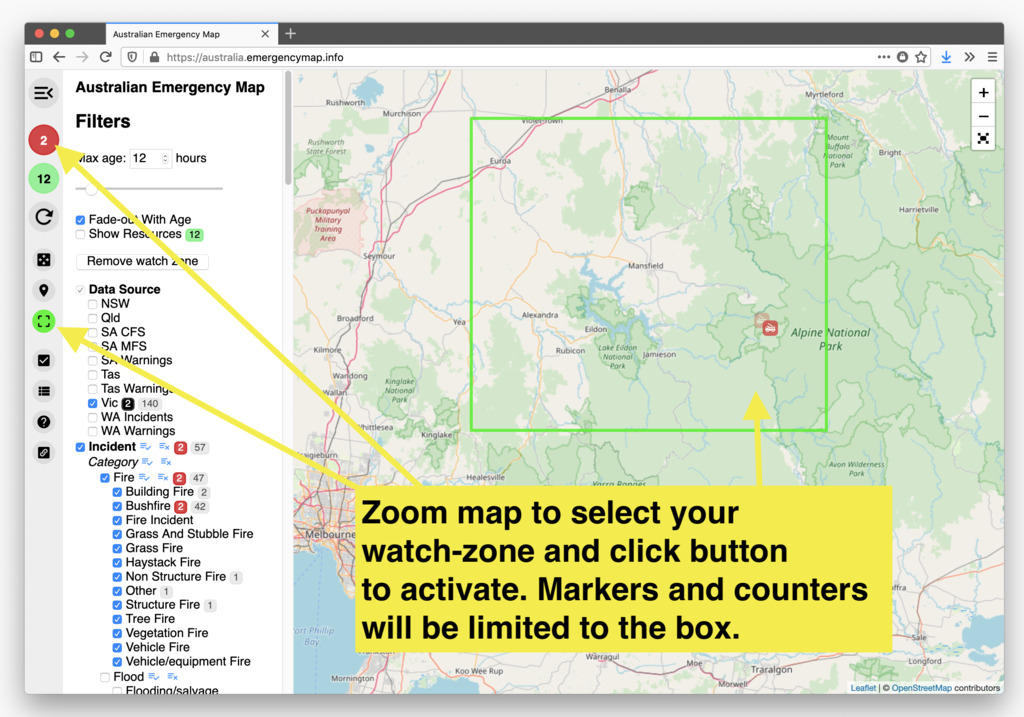 Australian Emergency Map
https://australia.emergencymap.info
Australian Emergency Map
Filters
2
Max age: 12 hours
12
Fade-out With Age
Show Resources 12
Remove watch zone
Data Source
NSW
Qld
SA CFS
SA MFS
SA Warnings
Tas
Tas Warnings
Vic 2 140
WA Incidents
WA Warnings
Incident 2 57
Category
Fire 2 47
Building Fire 2
Bushfire 2 42
Fire Incident
Grass And Stubble Fire
Grass Fire
Haystack Fire
Non Structure Fire 1
Other 1
Structure Fire 1
Tree Fire
Vegetation Fire
Vehicle Fire
Vehicle/equipment Fire
Flood
Flooding/salvage
Benalla
Myrtleford
Rushworth
Murchison
Violet Town
Rushworth
State Forest
Mount
Buffalo
National
Park
Bright
Euroa
Puckapunyal
Military
Training
Area
Harrietville
Seymour
Mansfield
Broadford
Yea
Alexandra
Eildon
Alpine National
Park
Kilmore
Rubicon
Lake Eildon
National
Park
Jamieson
Wandong
Wallan
Kinglake
National
Park
Whittlesea
Kinglake
Craigieburn
Healesville
Avon Wilderness
Park
Yarra Ranges
Melbourne
Zoom map to select your
watch-zone and click button
to activate. Markers and counters
will be limited to the box.
Port Phillip
Bay
Sale
Warragul
Longford
Koo Wee Rup
Moe
Traralgon
Mornington
Leaflet | © OpenStreetMap contributors